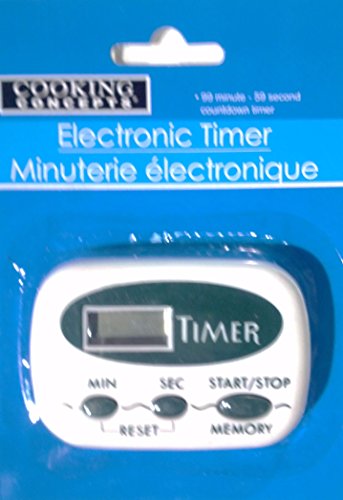 COOKING
CONCEPTS®
• 99 minute - 59 second
countdown timer
Electronic Timer
Minuterie électronique
TIMER
MIN SEC START/STOP
RESET MEMORY